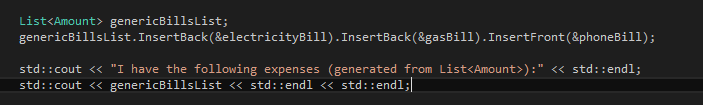 List<Amount> genericBillsList;
genericBillsList.InsertBack(&electricityBill).InsertBack(&gasBill).InsertFront(&phoneBill);
std::cout << "I have the following expenses (generated from List<Amount>):" << std::endl;
std::cout << genericBillsList << std::endl << std::endl;